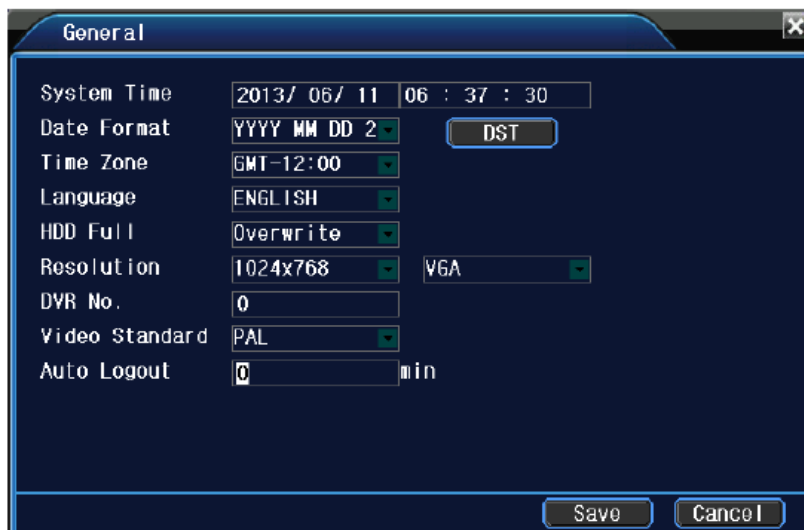 General
System Time 2013/ 06/ 11 06 : 37 : 30
Date Format YYYY MM DD 2 DST
Time Zone GMT-12:00
Language ENGLISH
HDD Full Overwrite
Resolution 1024x768 VGA
DVR No. 0
Video Standard PAL
Auto Logout 0 min
Save Cancel